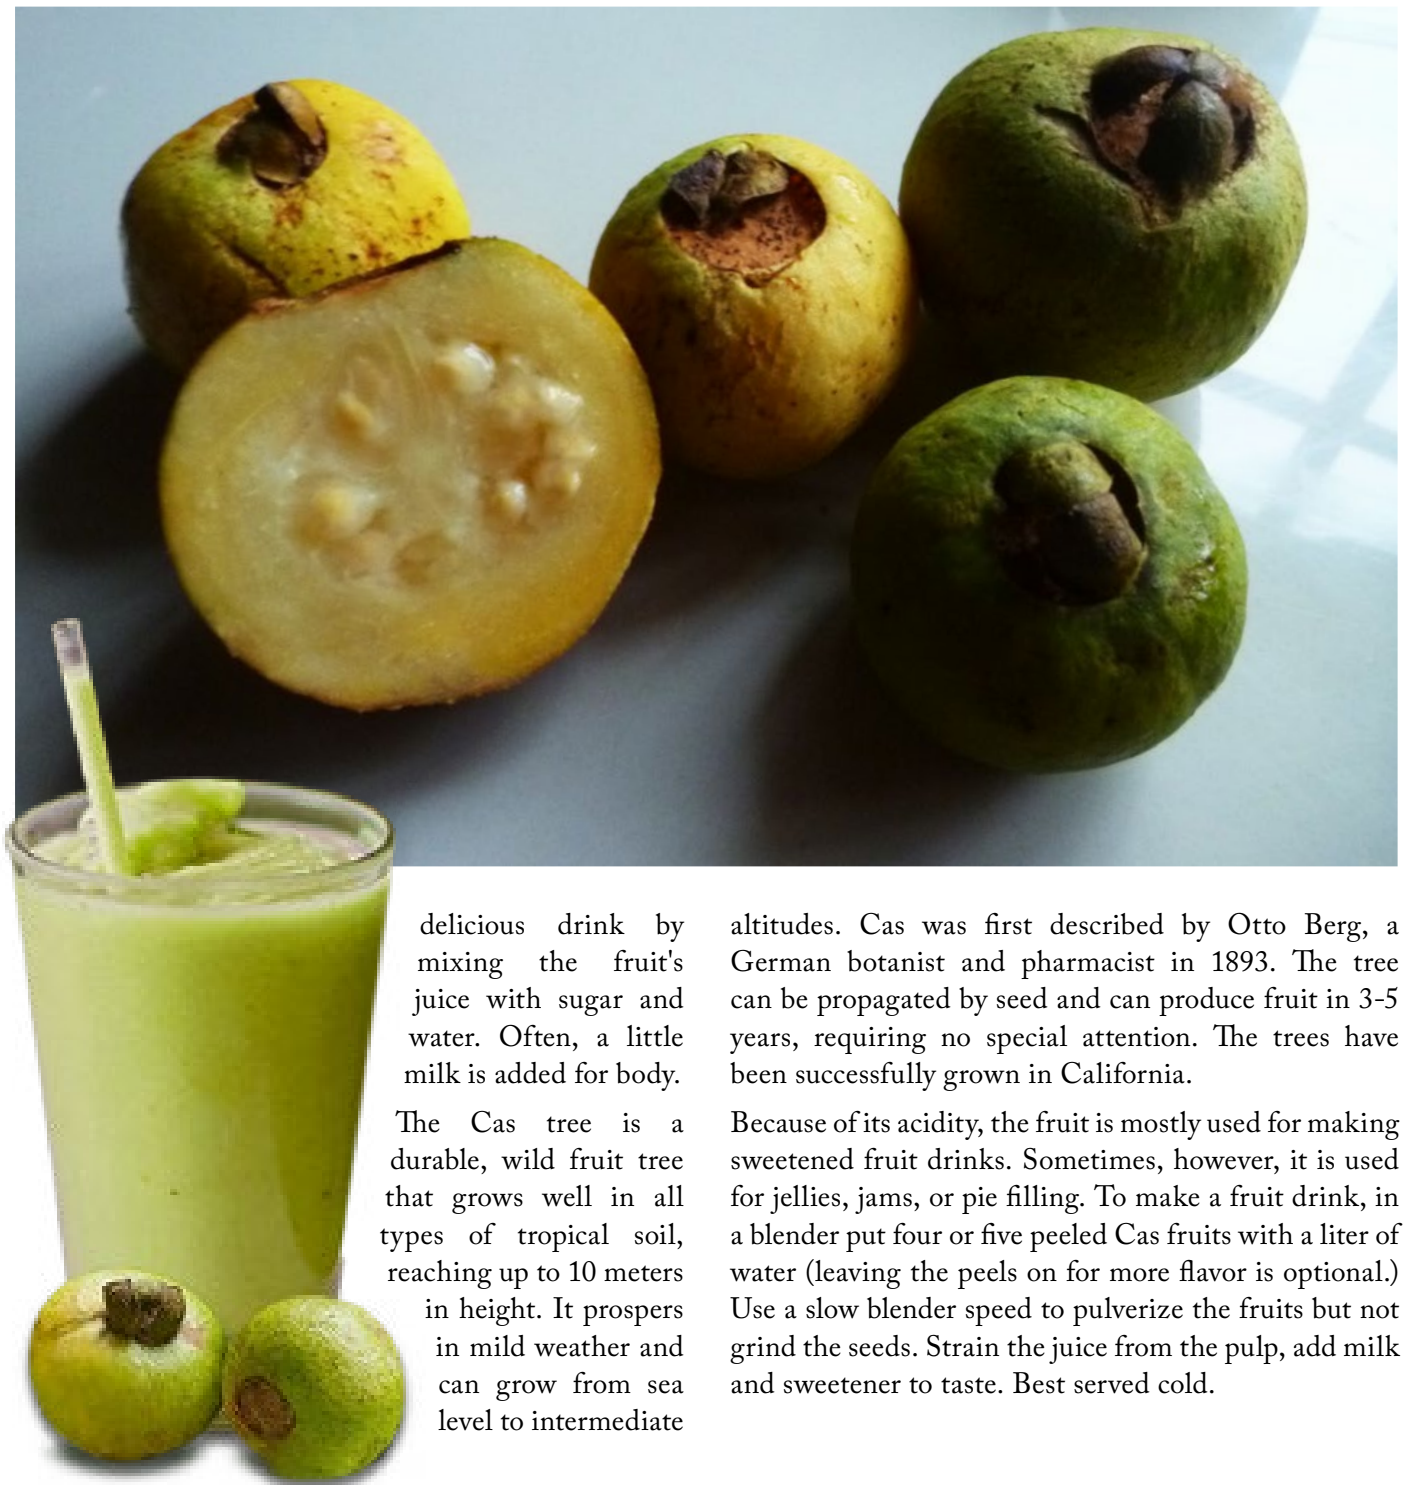 delicious drink by
mixing the fruit's
juice with sugar and
water. Often, a little
milk is added for body.
The Cas tree is a
durable, wild fruit tree
that grows well in all
types of tropical soil,
reaching up to 10 meters
in height. It prospers
in mild weather and
can grow from sea
level to intermediate
altitudes. Cas was first described by Otto Berg, a
German botanist and pharmacist in 1893. The tree
can be propagated by seed and can produce fruit in 3-5
years, requiring no special attention. The trees have
been successfully grown in California.
Because of its acidity, the fruit is mostly used for making
sweetened fruit drinks. Sometimes, however, it is used
for jellies, jams, or pie filling. To make a fruit drink, in
a blender put four or five peeled Cas fruits with a liter of
water (leaving the peels on for more flavor is optional.)
Use a slow blender speed to pulverize the fruits but not
grind the seeds. Strain the juice from the pulp, add milk
and sweetener to taste. Best served cold.